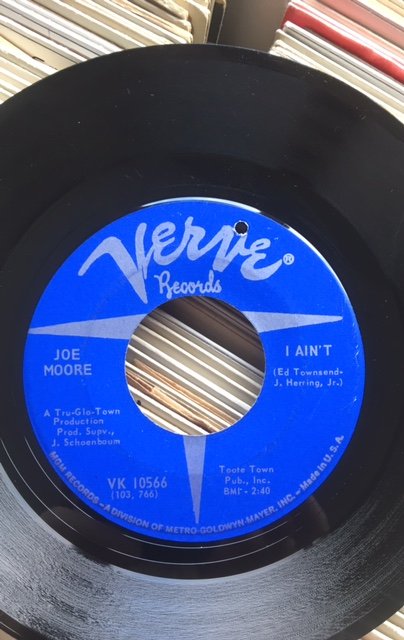 Verve®
Records
JOE
MOORE
I AIN'T
(Ed Townsend-
J. Herring, Jr.)
A Tru-Glo-Town
Production
Prod. Supv.,
J. Schoenbaum
VK 10566
(103, 766)
Toote Town
Pub., Inc.
BMI - 2:40
MGM RECORDS—A DIVISION OF METRO-GOLDWYN-MAYER, INC.—Made in U.S.A.